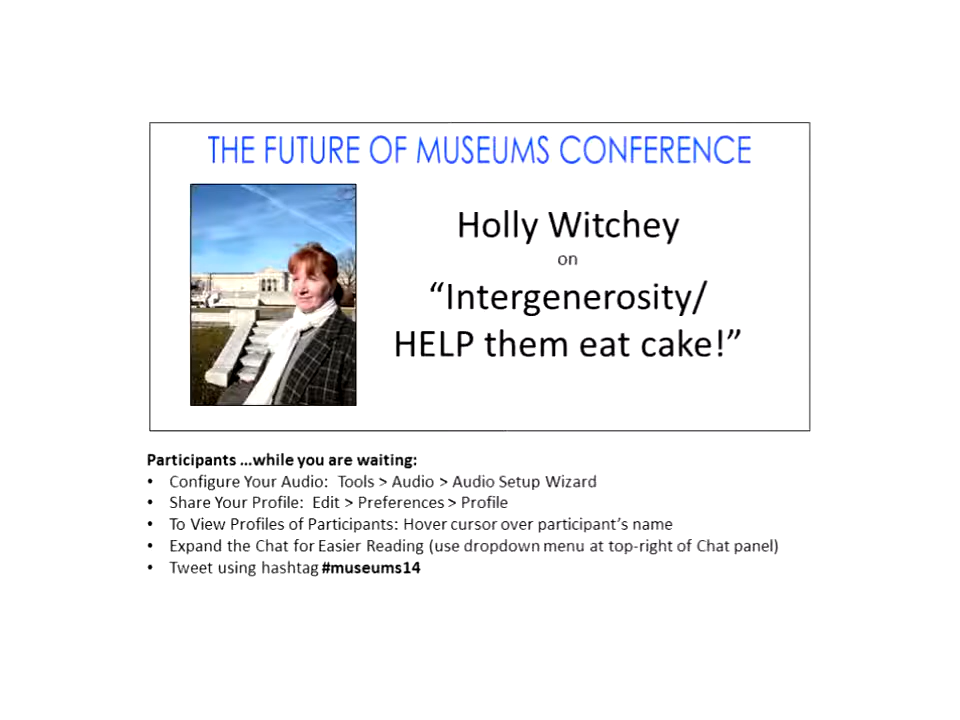 THE FUTURE OF MUSEUMS CONFERENCE
Holly Witchey
on
“Intergenerosity/
HELP them eat cake!”
Participants ...while you are waiting:
• Configure Your Audio: Tools > Audio > Audio Setup Wizard
• Share Your Profile: Edit > Preferences > Profile
• To View Profiles of Participants: Hover cursor over participant’s name
• Expand the Chat for Easier Reading (use dropdown menu at top-right of Chat panel)
• Tweet using hashtag #museums14